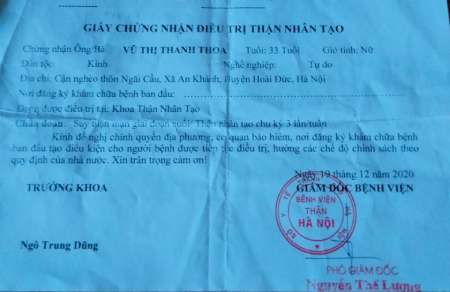 GIẤY CHỨNG NHẬN ĐIỀU TRỊ THẬN NHÂN TẠO
Chứng nhận Ông Bà VŨ THỊ THANH THOA Tuổi: 33 Tuổi Giới tính: Nữ
Dân tộc: Kinh Nghề nghiệp: Tự do
Địa chỉ: Cận nghèo thôn Ngãi Cầu, Xã An Khánh, Huyện Hoài Đức, Hà Nội
Nơi đăng ký khám chữa bệnh ban đầu:
Đang được điều trị tại: Khoa Thận Nhân Tạo
Chẩn đoán: Suy thận mạn giai đoạn cuối/ Thận nhân tạo chu kỳ 3 lần/tuần
Kính đề nghị chính quyền địa phương, cơ quan bảo hiểm, nơi đăng ký khám chữa bệnh
ban đầu tạo điều kiện cho người bệnh được tiếp tục điều trị, hưởng các chế độ chính sách theo
quy định của nhà nước. Xin trân trọng cảm ơn!
Ngày 19 tháng 12 năm 2020
TRƯỞNG KHOA GIÁM ĐỐC BỆNH VIỆN
SỞ Y TẾ HÀ NỘI
BỆNH VIỆN
THẬN
HÀ NỘI
Ngô Trung Dũng
PHÓ GIÁM ĐỐC
Nguyễn Thế Lương